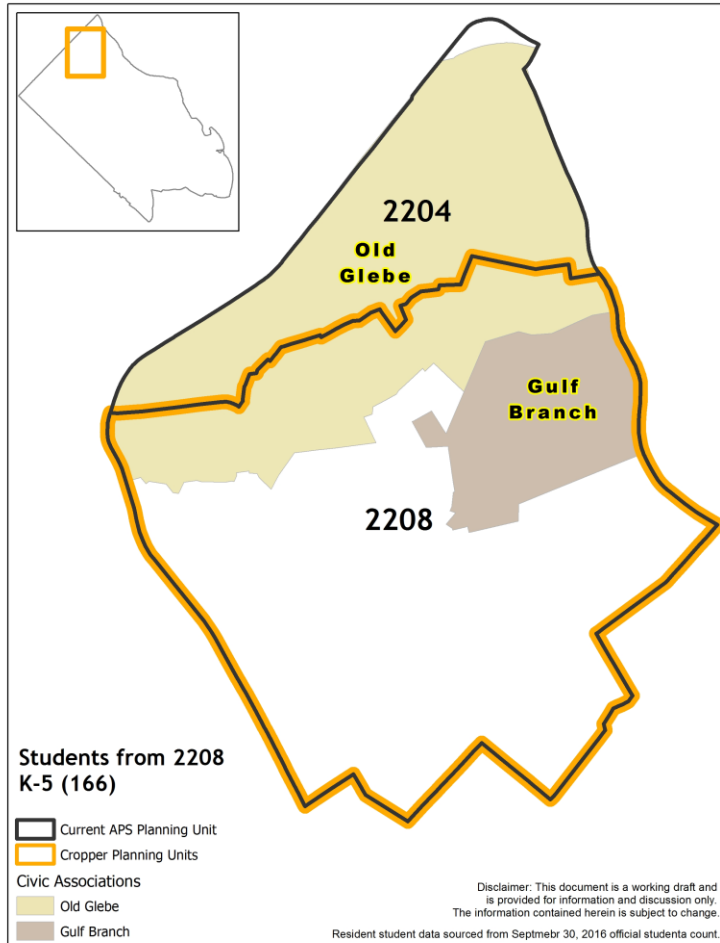 2204
Old
Glebe
Gulf
Branch
2208
Students from 2208
K-5 (166)
Current APS Planning Unit
Cropper Planning Units
Civic Associations
Old Glebe
Gulf Branch
Disclaimer: This document is a working draft and
is provided for information and discussion only.
The information contained herein is subject to change.
Resident student data sourced from Septmebr 30, 2016 official studenta count.